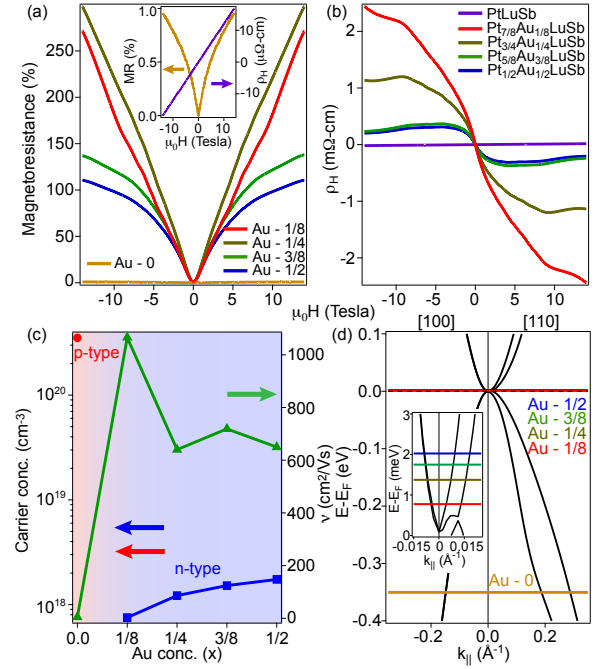 (a)
Magnetoresistance (%)
250
200
150
100
50
0
1.0
0.5
0.0
MR (%)
10
0
-10
ρH (μΩ-cm)
-10 0 10
μ0H (Tesla)
Au - 0
Au - 1/8
Au - 1/4
Au - 3/8
Au - 1/2
-10 -5 0 5 10
(b)
ρH (mΩ-cm)
2
1
0
-1
-2
PtLuSb
Pt7/8Au1/8LuSb
Pt3/4Au1/4LuSb
Pt5/8Au3/8LuSb
Pt1/2Au1/2LuSb
-10 -5 0 5 10
μ0H (Tesla)
(c)
Carrier conc. (cm-3)
10^20
10^19
10^18
p-type
n-type
1000
800
600
400
200
0
ν (cm2/Vs)
0.0 1/8 1/4 3/8 1/2
Au conc. (x)
(d)
[100] [110]
E-EF (eV)
0.1
0.0
-0.1
-0.2
-0.3
-0.4
Au - 1/2
Au - 3/8
Au - 1/4
Au - 1/8
Au - 0
E-EF (meV)
3
2
1
0
-0.015 0 0.015
k|| (Å-1)
-0.2 0.0 0.2
k|| (Å-1)